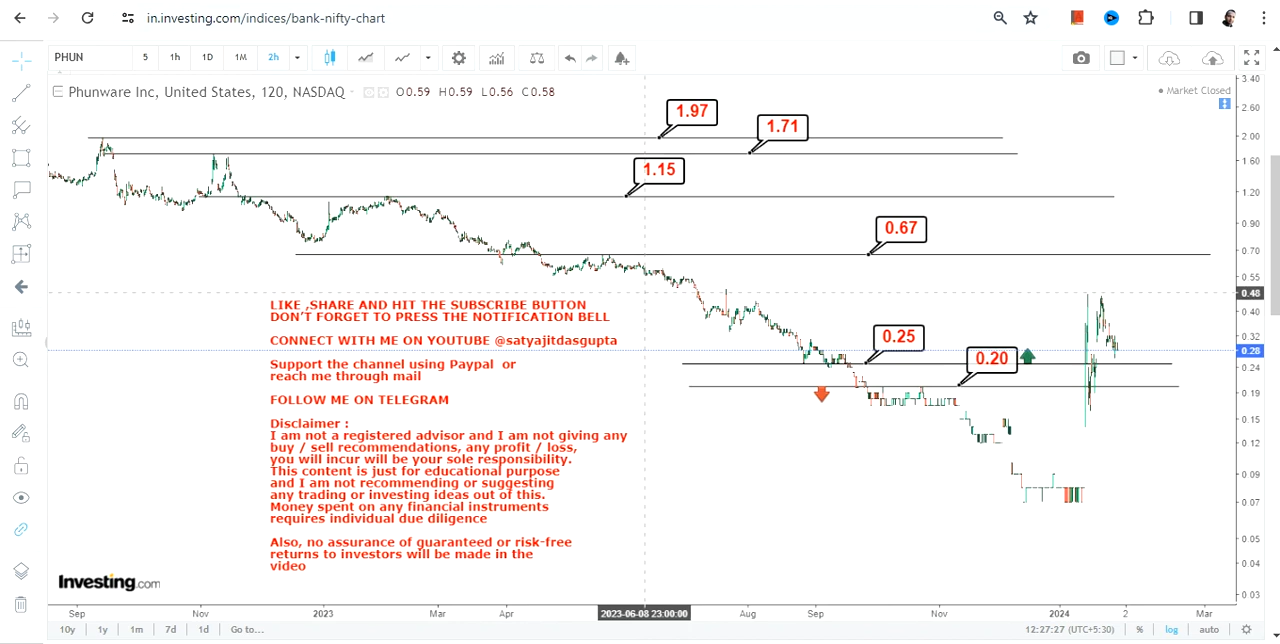 in.investing.com/indices/bank-nifty-chart
PHUN 5 1h 1D 1M 2h
Phunware Inc, United States, 120, NASDAQ O0.59 H0.59 L0.56 C0.58
Market Closed
1.97
1.71
1.15
0.67
0.25
0.20
LIKE ,SHARE AND HIT THE SUBSCRIBE BUTTON
DON'T FORGET TO PRESS THE NOTIFICATION BELL
CONNECT WITH ME ON YOUTUBE @satyajitdasgupta
Support the channel using Paypal or
reach me through mail
FOLLOW ME ON TELEGRAM
Disclaimer :
I am not a registered advisor and I am not giving any
buy / sell recommendations, any profit / loss,
you will incur will be your sole responsibility.
This content is just for educational purpose
and I am not recommending or suggesting
any trading or investing ideas out of this.
Money spent on any financial instruments
requires individual due diligence
Also, no assurance of guaranteed or risk-free
returns to investors will be made in the
video
3.40
2.60
2.00
1.60
1.20
0.90
0.70
0.55
0.48
0.40
0.32
0.28
0.24
0.19
0.15
0.12
0.09
0.07
0.05
0.04
0.03
Investing.com
Sep Nov 2023 Mar Apr 2023-06-08 23:00:00 Aug Sep Nov 2024 2 Mar
10y 1y 1m 7d 1d Go to... 12:27:27 (UTC+5:30) % log auto